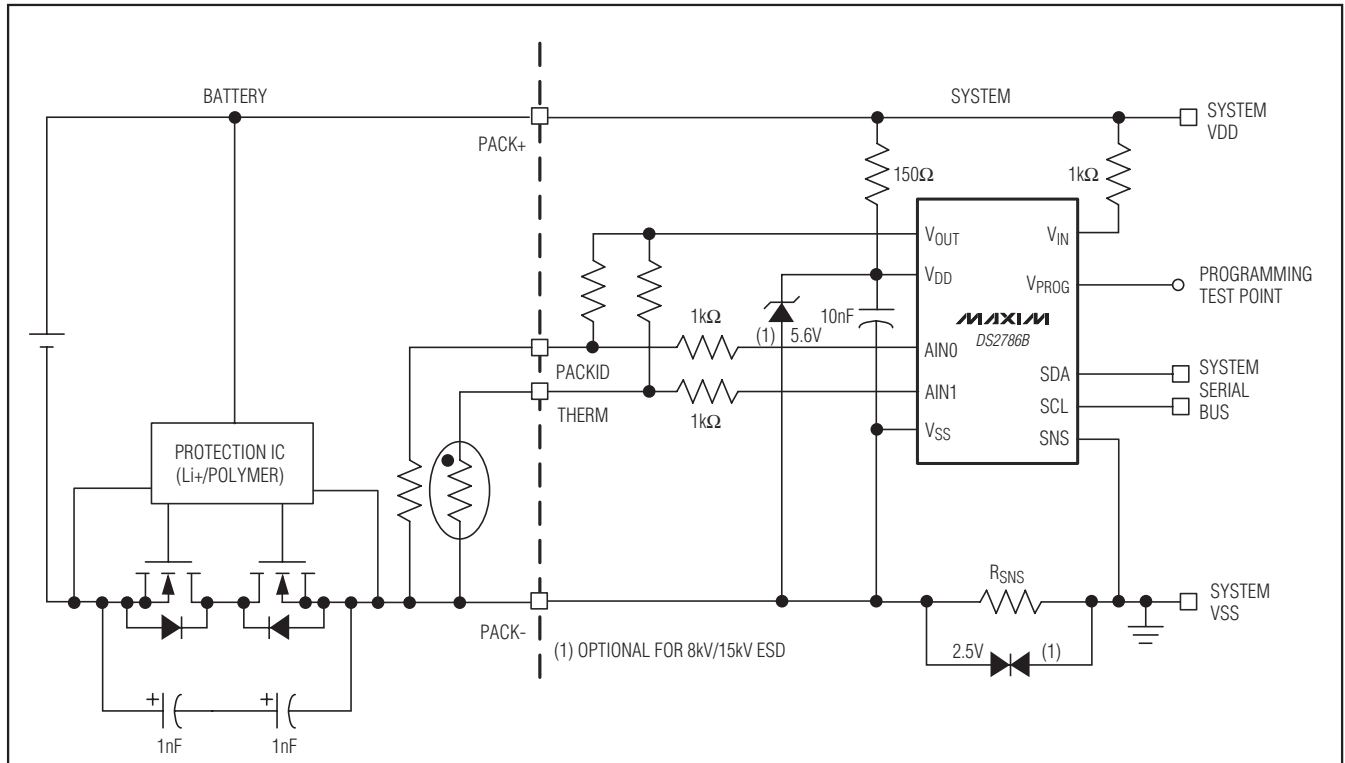 BATTERY
SYSTEM
PACK+
SYSTEM
VDD
150Ω
1kΩ
VOUT
VIN
VDD
VPROG
PROGRAMMING
TEST POINT
MAXIM
DS2786B
1kΩ
(1)
5.6V
10nF
AIN0
PACKID
SDA
SYSTEM
SERIAL
BUS
AIN1
THERM
1kΩ
SCL
VSS
SNS
PROTECTION IC
(Li+/POLYMER)
RSNS
SYSTEM
VSS
PACK-
(1) OPTIONAL FOR 8kV/15kV ESD
2.5V
(1)
+
+
1nF
1nF